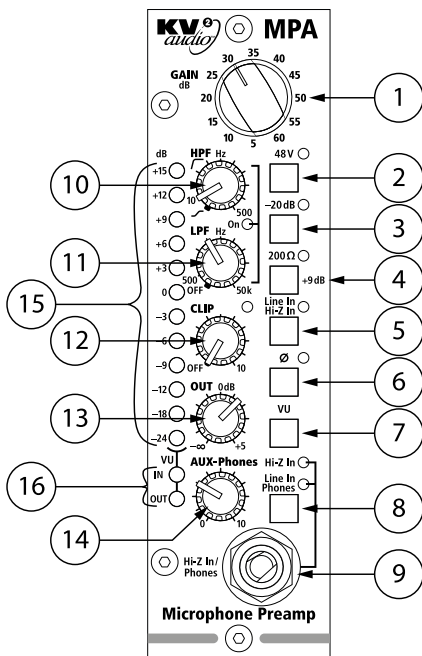 KV2 audio MPA
GAIN
dB
5 10 15 20 25 30 35 40 45 50 55 60
1
dB
+15
+12
+9
+6
+3
0
−3
−6
−9
−12
−18
−24
VU
IN
OUT
HPF Hz
10
500
On
LPF Hz
500
OFF
50k
CLIP
OFF
10
OUT 0dB
−∞
+5
AUX-Phones
0
10
48V
−20 dB
200Ω
+9 dB
Line In
Hi-Z In
Ø
VU
Hi-Z In
Line In
Phones
Hi-Z In/
Phones
Microphone Preamp
2
3
4
5
6
7
8
9
10
11
12
13
14
15
16